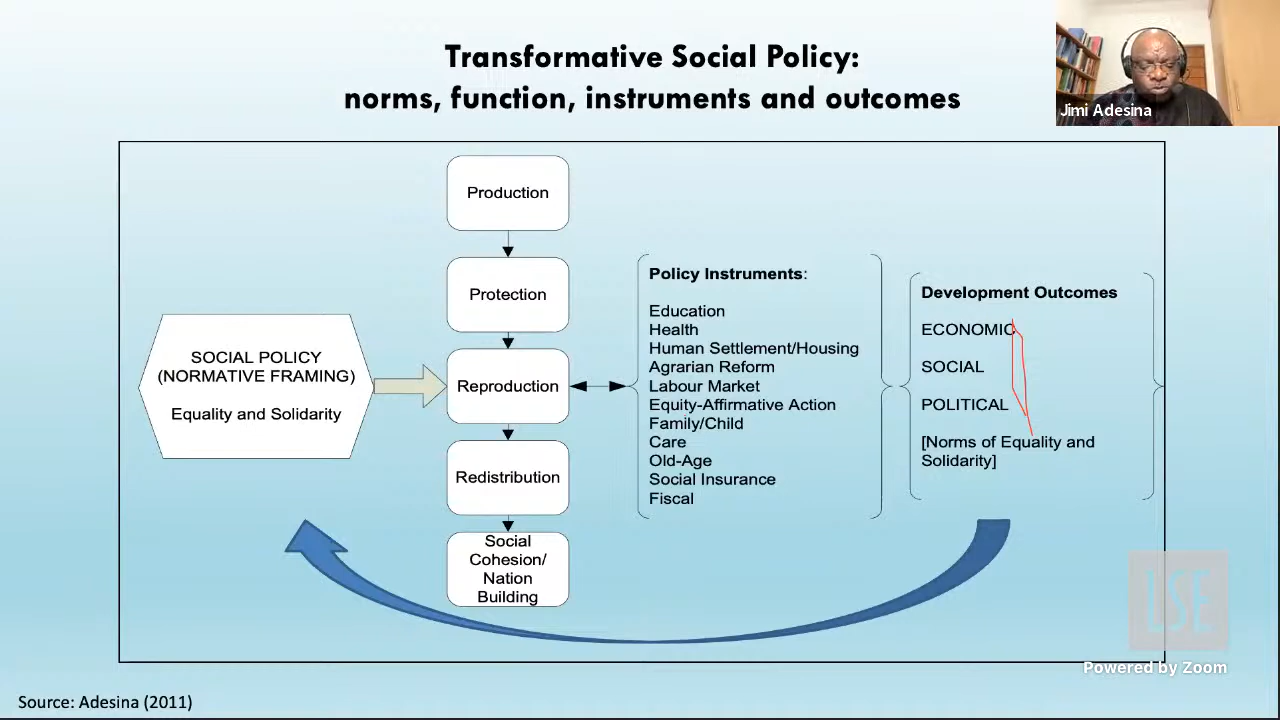 Transformative Social Policy:
norms, function, instruments and outcomes
Jimi Adesina
SOCIAL POLICY
(NORMATIVE FRAMING)
Equality and Solidarity
Production
Protection
Reproduction
Redistribution
Social
Cohesion/
Nation
Building
Policy Instruments:
Education
Health
Human Settlement/Housing
Agrarian Reform
Labour Market
Equity-Affirmative Action
Family/Child
Care
Old-Age
Social Insurance
Fiscal
Development Outcomes
ECONOMIC
SOCIAL
POLITICAL
[Norms of Equality and
Solidarity]
LSE
Powered by Zoom
Source: Adesina (2011)